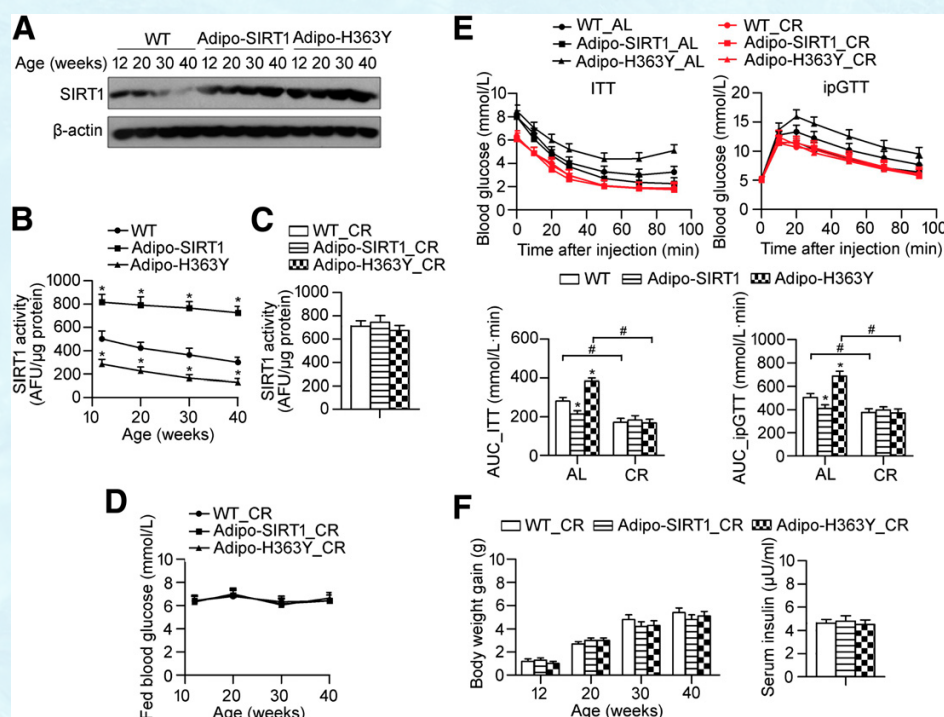 A
WT Adipo-SIRT1 Adipo-H363Y
Age (weeks) 12 20 30 40 12 20 30 40 12 20 30 40
SIRT1
β-actin
B
WT
Adipo-SIRT1
Adipo-H363Y
SIRT1 activity
(AFU/µg protein)
1000
800
600
400
200
0
* * * *
* * * *
10 20 30 40
Age (weeks)
C
WT_CR
Adipo-SIRT1_CR
Adipo-H363Y_CR
SIRT1 activity
(AFU/µg protein)
1000
800
600
400
200
0
D
WT_CR
Adipo-SIRT1_CR
Adipo-H363Y_CR
Fed blood glucose (mmol/L)
10
8
6
4
2
0
10 20 30 40
Age (weeks)
E
WT_AL
Adipo-SIRT1_AL
Adipo-H363Y_AL
WT_CR
Adipo-SIRT1_CR
Adipo-H363Y_CR
ITT
Blood glucose (mmol/L)
10
8
6
4
2
0
0 20 40 60 80 100
Time after injection (min)
ipGTT
Blood glucose (mmol/L)
20
15
10
5
0
0 20 40 60 80 100
Time after injection (min)
WT Adipo-SIRT1 Adipo-H363Y
AUC_ITT (mmol/L·min)
600
400
200
0
#
#
* *
AL CR
AUC_ipGTT (mmol/L·min)
1000
800
600
400
200
0
#
#
* *
AL CR
F
WT_CR Adipo-SIRT1_CR Adipo-H363Y_CR
Body weight gain (g)
10
8
6
4
2
0
12 20 30 40
Age (weeks)
Serum insulin (µU/ml)
10
8
6
4
2
0